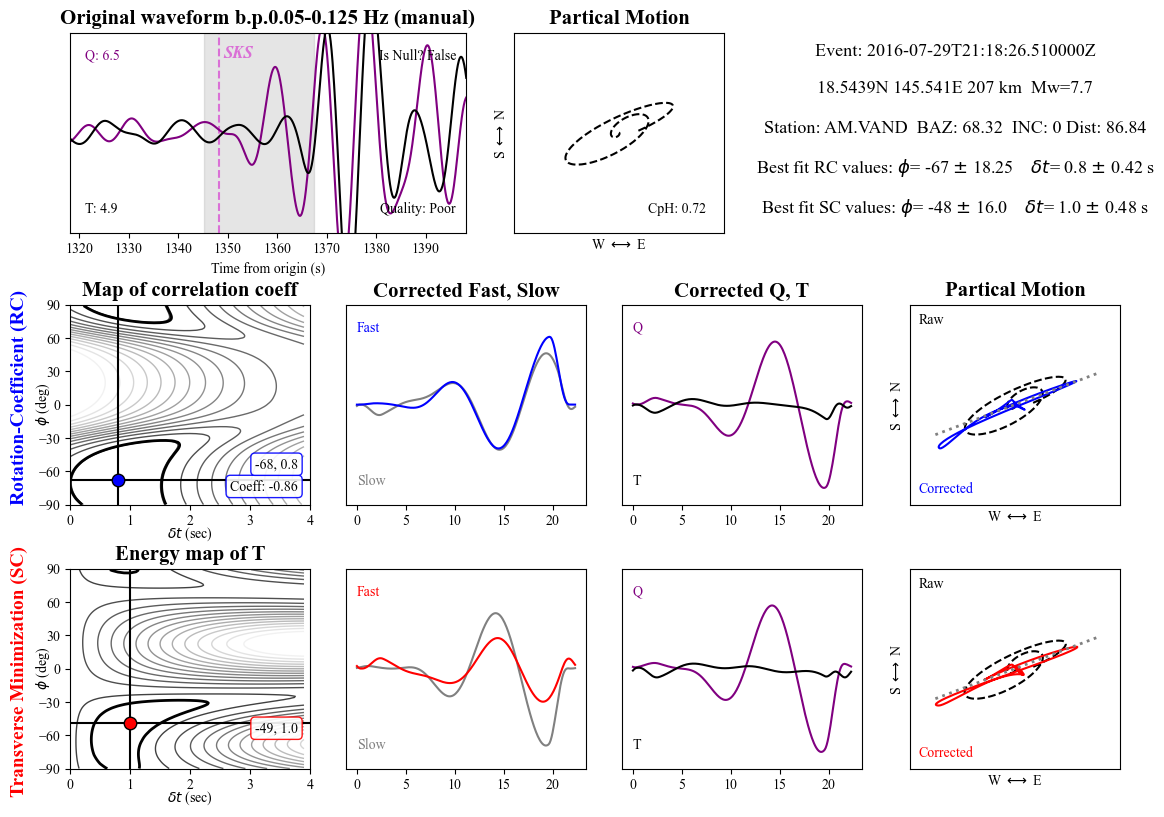 Original waveform b.p.0.05-0.125 Hz (manual)
Q: 6.5
SKS
Is Null? False
T: 4.9
Quality: Poor
1320 1330 1340 1350 1360 1370 1380 1390
Time from origin (s)
Partical Motion
S ⟷ N
CpH: 0.72
W ⟷ E
Event: 2016-07-29T21:18:26.510000Z
18.5439N 145.541E 207 km Mw=7.7
Station: AM.VAND BAZ: 68.32 INC: 0 Dist: 86.84
Best fit RC values: ϕ= -67 ± 18.25 δt= 0.8 ± 0.42 s
Best fit SC values: ϕ= -48 ± 16.0 δt= 1.0 ± 0.48 s
Rotation-Coefficient (RC)
Map of correlation coeff
ϕ (deg)
90
60
30
0
−30
−60
−90
-68, 0.8
Coeff: -0.86
0 1 2 3 4
δt (sec)
Corrected Fast, Slow
Fast
Slow
0 5 10 15 20
Corrected Q, T
Q
T
0 5 10 15 20
Partical Motion
Raw
S ⟷ N
Corrected
W ⟷ E
Transverse Minimization (SC)
Energy map of T
ϕ (deg)
90
60
30
0
−30
−60
−90
-49, 1.0
0 1 2 3 4
δt (sec)
Fast
Slow
0 5 10 15 20
Q
T
0 5 10 15 20
Raw
S ⟷ N
Corrected
W ⟷ E